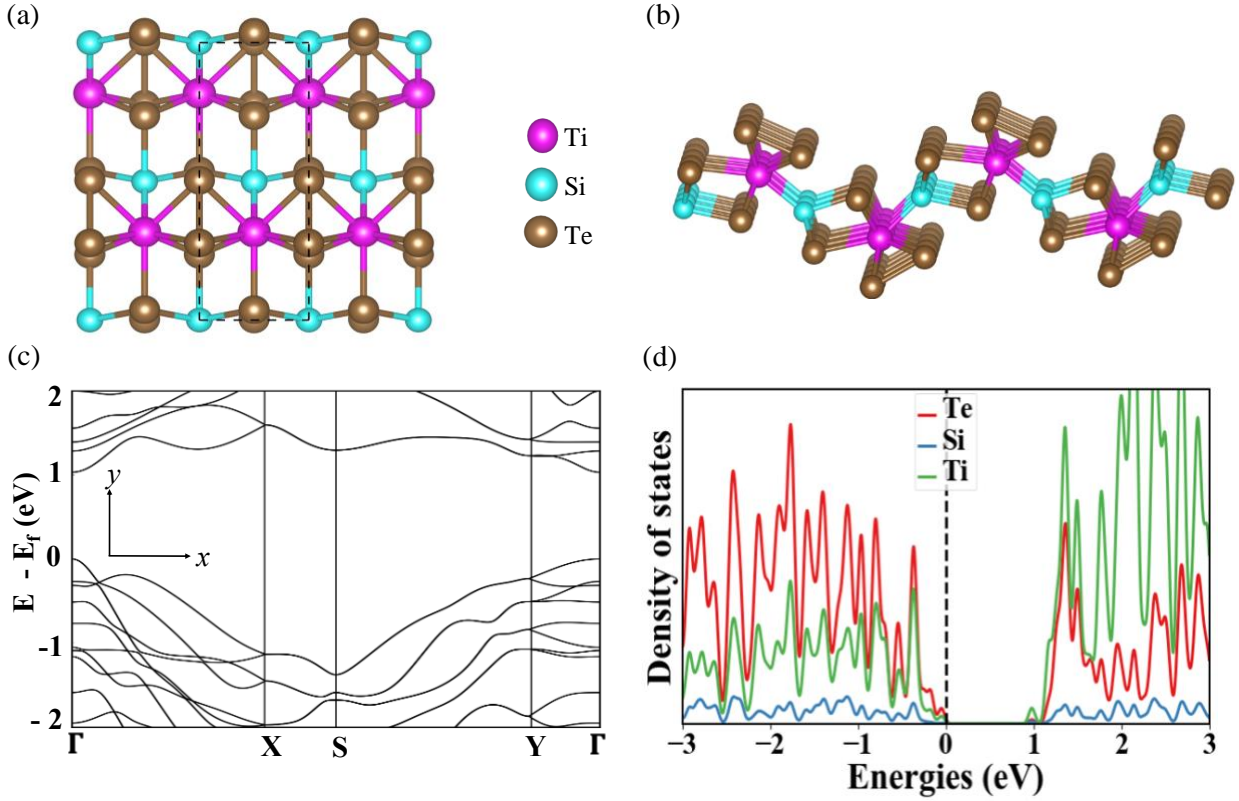 (a)
(b)
Ti
Si
Te
(c)
(d)
2
1
0
-1
-2
E - E_f (eV)
y
x
Γ X S Y Γ
Te
Si
Ti
Density of states
−3 −2 −1 0 1 2 3
Energies (eV)